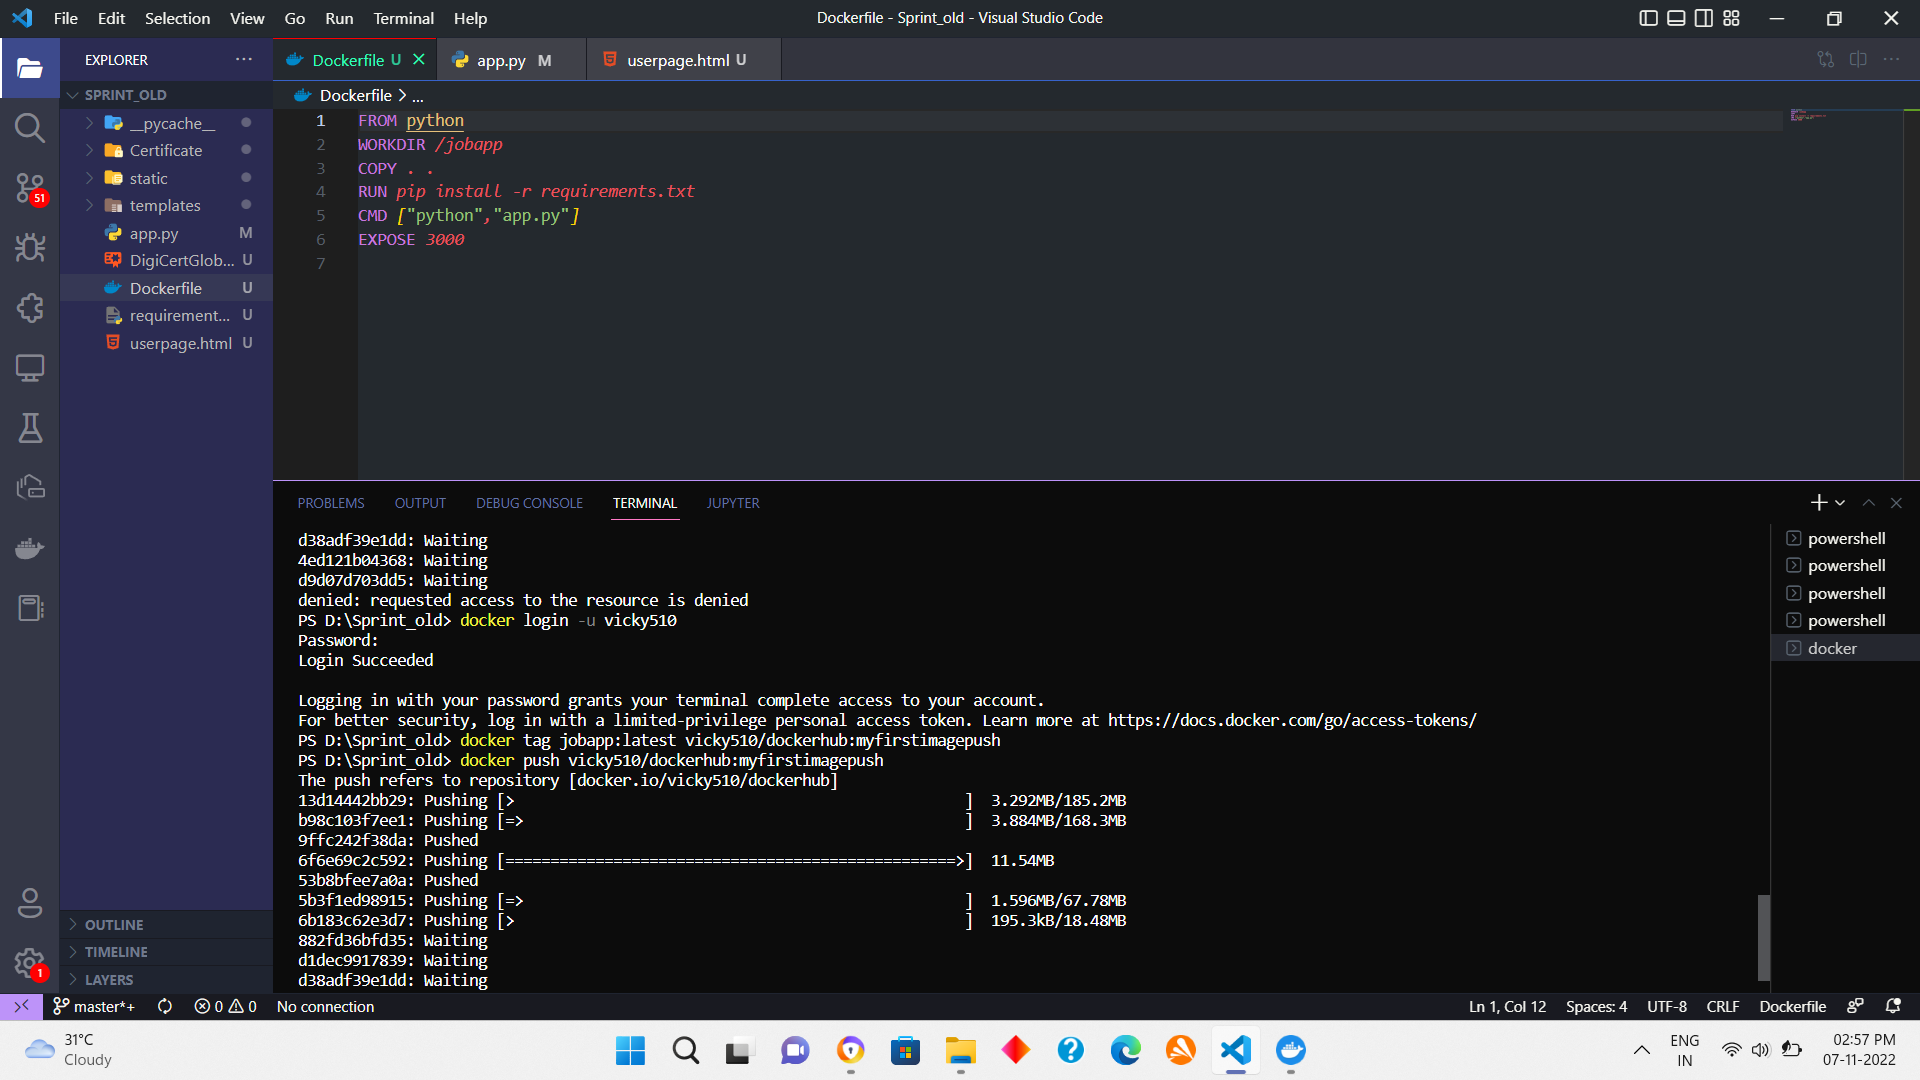 File Edit Selection View Go Run Terminal Help
Dockerfile - Sprint_old - Visual Studio Code
EXPLORER
Dockerfile U
app.py M
userpage.html U
SPRINT_OLD
__pycache__
Certificate
static
templates
app.py M
DigiCertGlob... U
Dockerfile U
requirement... U
userpage.html U
OUTLINE
TIMELINE
LAYERS
51
1
Dockerfile > ...
1 FROM python
2 WORKDIR /jobapp
3 COPY . .
4 RUN pip install -r requirements.txt
5 CMD ["python","app.py"]
6 EXPOSE 3000
7
PROBLEMS OUTPUT DEBUG CONSOLE TERMINAL JUPYTER
d38adf39e1dd: Waiting
4ed121b04368: Waiting
d9d07d703dd5: Waiting
denied: requested access to the resource is denied
PS D:\Sprint_old> docker login -u vicky510
Password:
Login Succeeded
Logging in with your password grants your terminal complete access to your account.
For better security, log in with a limited-privilege personal access token. Learn more at https://docs.docker.com/go/access-tokens/
PS D:\Sprint_old> docker tag jobapp:latest vicky510/dockerhub:myfirstimagepush
PS D:\Sprint_old> docker push vicky510/dockerhub:myfirstimagepush
The push refers to repository [docker.io/vicky510/dockerhub]
13d14442bb29: Pushing [> ] 3.292MB/185.2MB
b98c103f7ee1: Pushing [=> ] 3.884MB/168.3MB
9ffc242f38da: Pushed
6f6e69c2c592: Pushing [==================================================>] 11.54MB
53b8bfee7a0a: Pushed
5b3f1ed98915: Pushing [=> ] 1.596MB/67.78MB
6b183c62e3d7: Pushing [> ] 195.3kB/18.48MB
882fd36bfd35: Waiting
d1dec9917839: Waiting
d38adf39e1dd: Waiting
powershell
powershell
powershell
powershell
docker
master*+ 0 0 No connection
Ln 1, Col 12 Spaces: 4 UTF-8 CRLF Dockerfile
31°C
Cloudy
ENG
IN
02:57 PM
07-11-2022